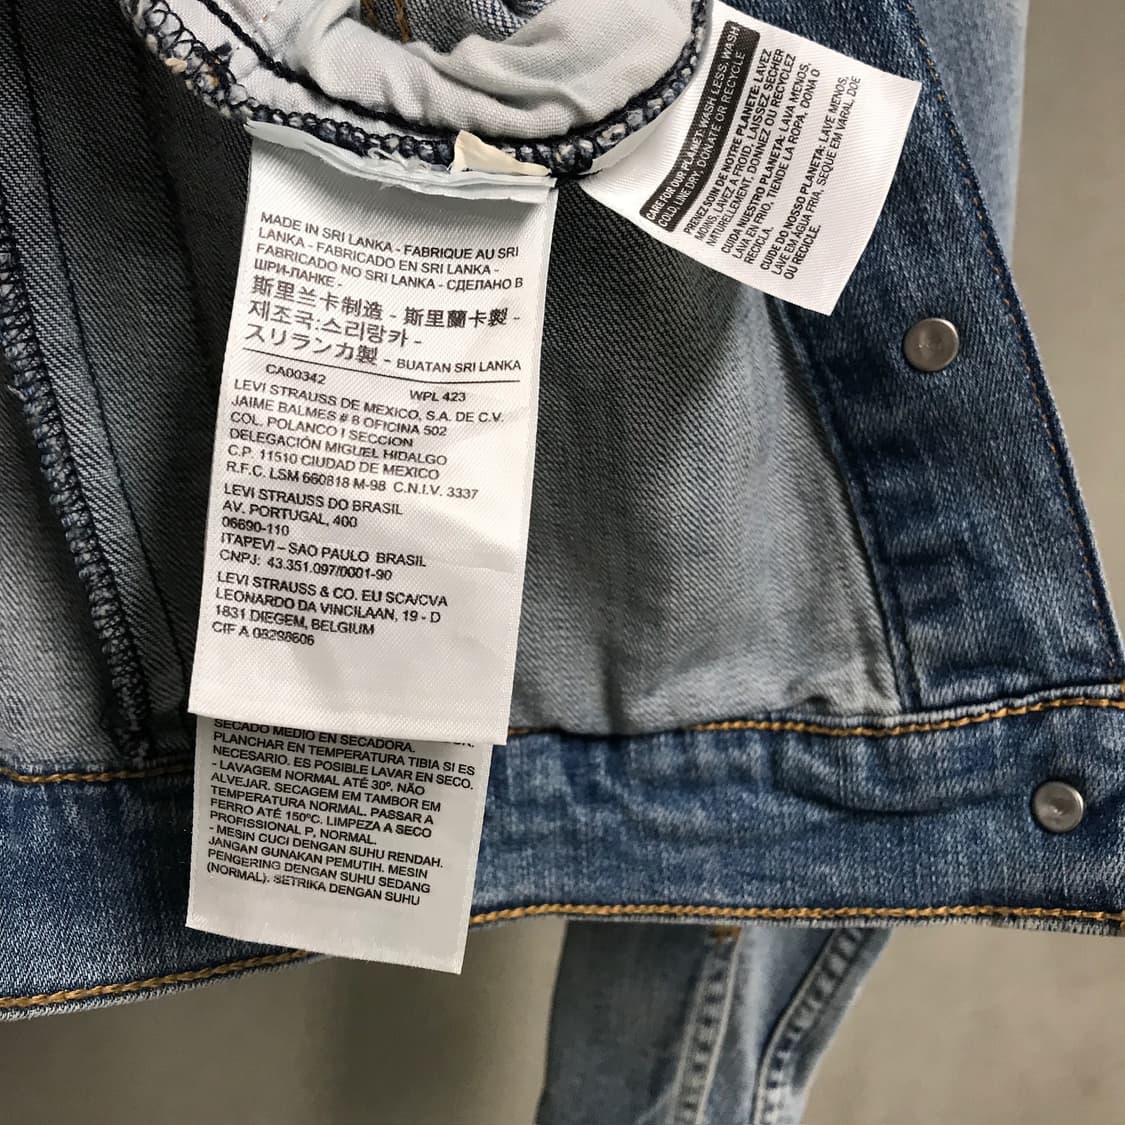 MADE IN SRI LANKA - FABRIQUE AU SRI
LANKA - FABRICADO EN SRI LANKA -
FABRICADO NO SRI LANKA - СДЕЛАНО В
ШРИ-ЛАНКЕ -
斯里兰卡制造 - 斯里蘭卡製 -
제조국:스리랑카 -
スリランカ製 - BUATAN SRI LANKA
CA00342 WPL 423
LEVI STRAUSS DE MEXICO, S.A. DE C.V.
JAIME BALMES # 8 OFICINA 502
COL. POLANCO I SECCION
DELEGACIÓN MIGUEL HIDALGO
C.P. 11510 CIUDAD DE MEXICO
R.F.C. LSM 660818 M-98 C.N.I.V. 3337
LEVI STRAUSS DO BRASIL
AV. PORTUGAL, 400
06690-110
ITAPEVI – SAO PAULO BRASIL
CNPJ: 43.351.097/0001-90
LEVI STRAUSS & CO. EU SCA/CVA
LEONARDO DA VINCILAAN, 19 - D
1831 DIEGEM, BELGIUM
CIF A 08298606
SECADO MEDIO EN SECADORA.
PLANCHAR EN TEMPERATURA TIBIA SI ES
NECESARIO. ES POSIBLE LAVAR EN SECO.
- LAVAGEM NORMAL ATÉ 30º. NÃO
ALVEJAR. SECAGEM EM TAMBOR EM
TEMPERATURA NORMAL. PASSAR A
FERRO ATÉ 150ºC. LIMPEZA A SECO
PROFISSIONAL P, NORMAL.
- MESIN CUCI DENGAN SUHU RENDAH.
JANGAN GUNAKAN PEMUTIH. MESIN
PENGERING DENGAN SUHU SEDANG
(NORMAL). SETRIKA DENGAN SUHU
CARE FOR OUR PLANET: WASH LESS, WASH
COLD, LINE DRY, DONATE OR RECYCLE
PRENEZ SOIN DE NOTRE PLANETE: LAVEZ
MOINS, LAVEZ A FROID, LAISSEZ SECHER
NATURELLEMENT, DONNEZ OU RECYCLEZ
CUIDA NUESTRO PLANETA: LAVA MENOS,
LAVA EN FRIO, TIENDE LA ROPA, DONA O
RECICLA.
CUIDE DO NOSSO PLANETA: LAVE MENOS,
LAVE EM ÁGUA FRIA, SEQUE EM VARAL, DOE
OU RECICLE.